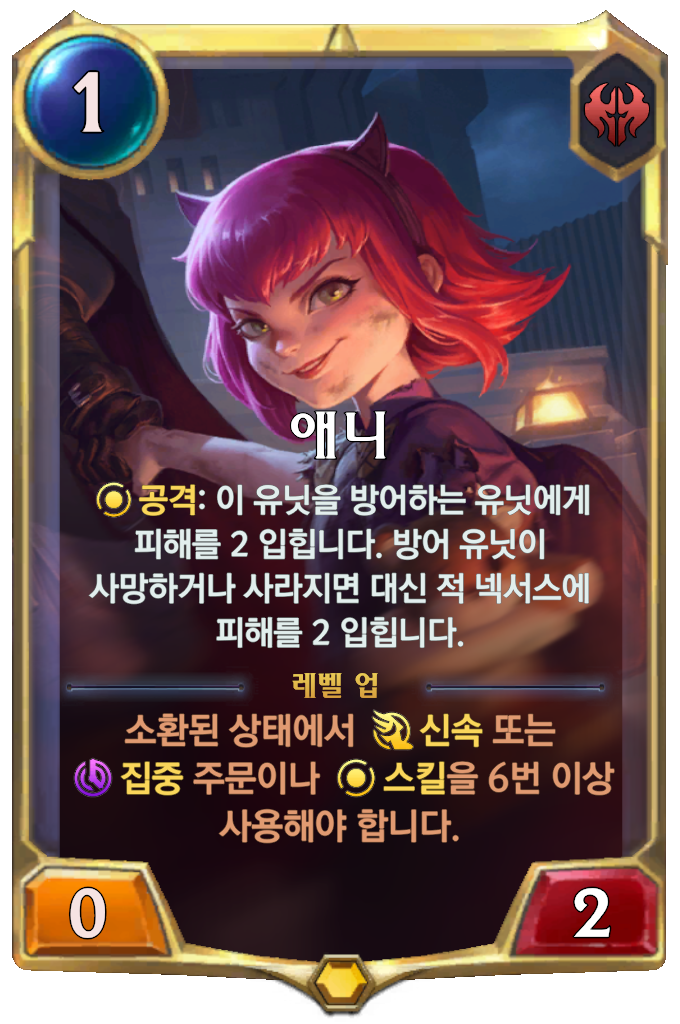 1
애니
공격: 이 유닛을 방어하는 유닛에게
피해를 2 입힙니다. 방어 유닛이
사망하거나 사라지면 대신 적 넥서스에
피해를 2 입힙니다.
레벨 업
소환된 상태에서 신속 또는
집중 주문이나 스킬을 6번 이상
사용해야 합니다.
0
2